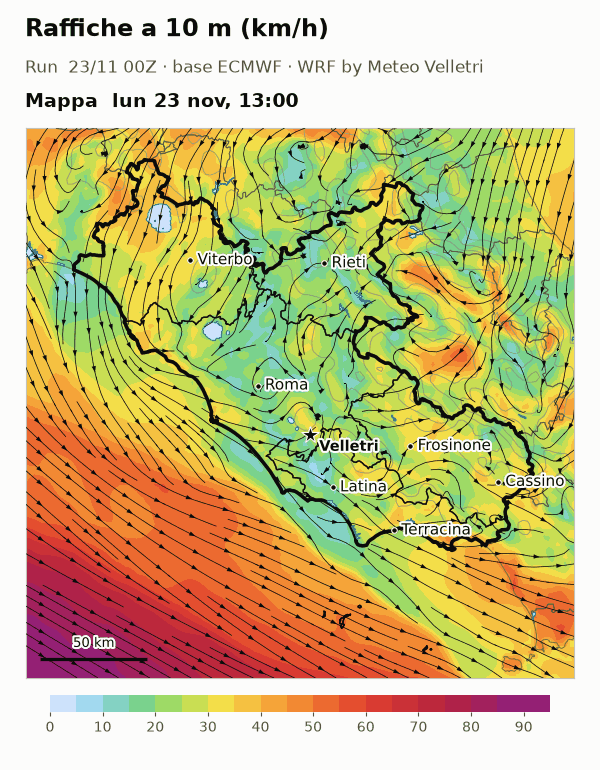 Raffiche a 10 m (km/h)
Run 23/11 00Z · base ECMWF · WRF by Meteo Velletri
Mappa lun 23 nov, 13:00
Viterbo
Rieti
Roma
Velletri
Frosinone
Latina
Cassino
Terracina
50 km
0 10 20 30 40 50 60 70 80 90